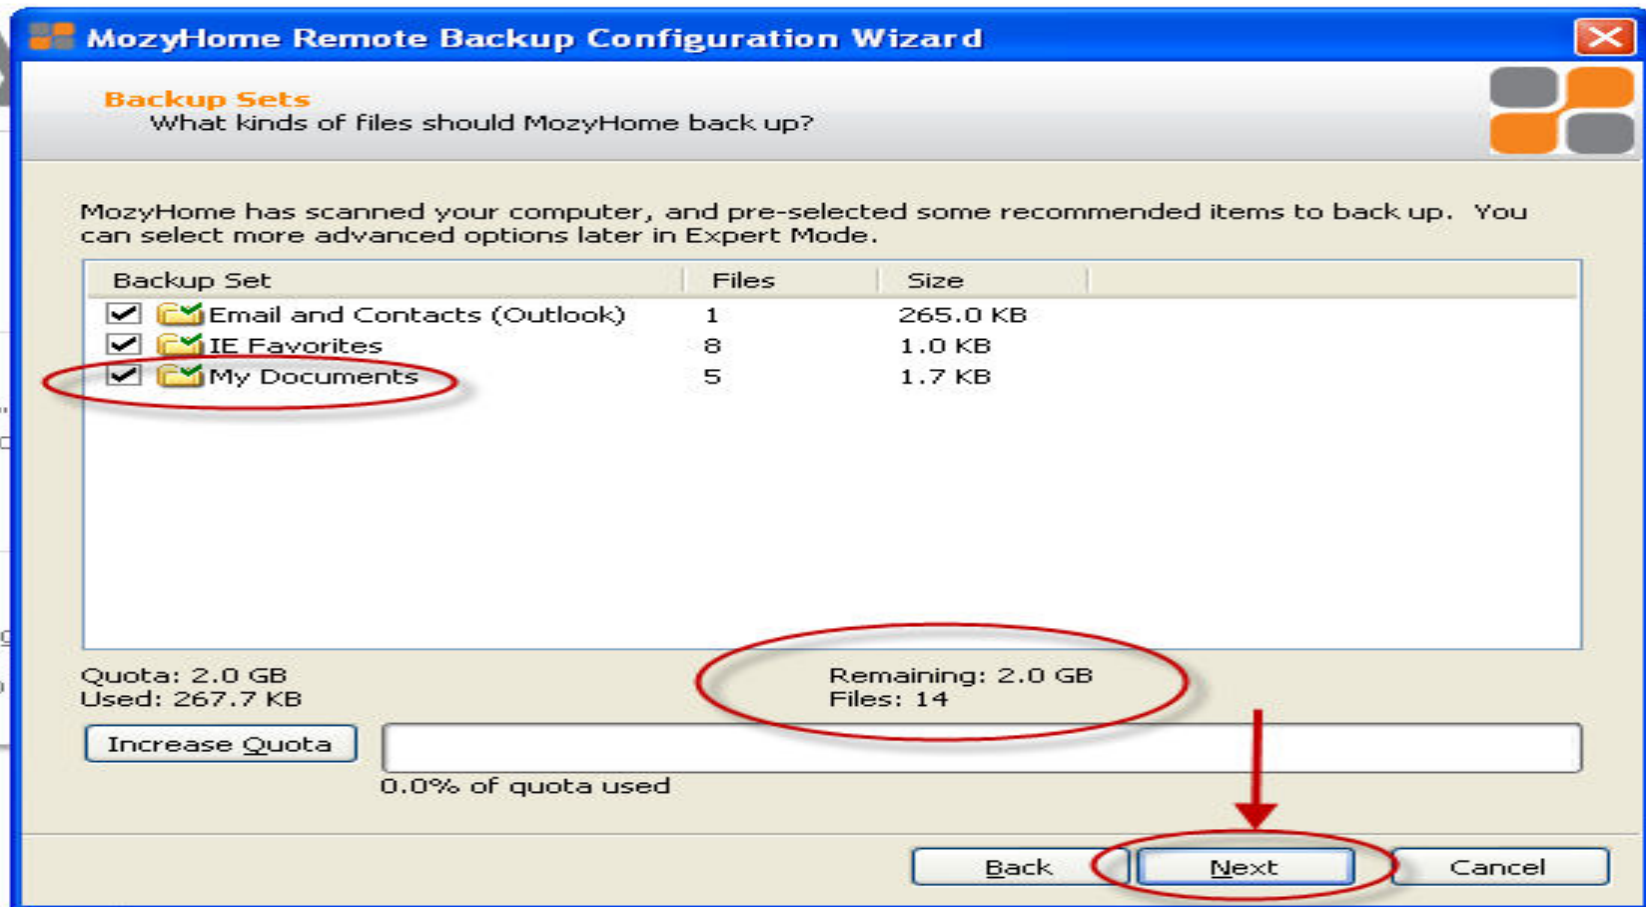 MozyHome Remote Backup Configuration Wizard
Backup Sets
What kinds of files should MozyHome back up?
MozyHome has scanned your computer, and pre-selected some recommended items to back up. You
can select more advanced options later in Expert Mode.
Backup Set Files Size
Email and Contacts (Outlook) 1 265.0 KB
IE Favorites 8 1.0 KB
My Documents 5 1.7 KB
Quota: 2.0 GB Remaining: 2.0 GB
Used: 267.7 KB Files: 14
Increase Quota
0.0% of quota used
Back Next Cancel